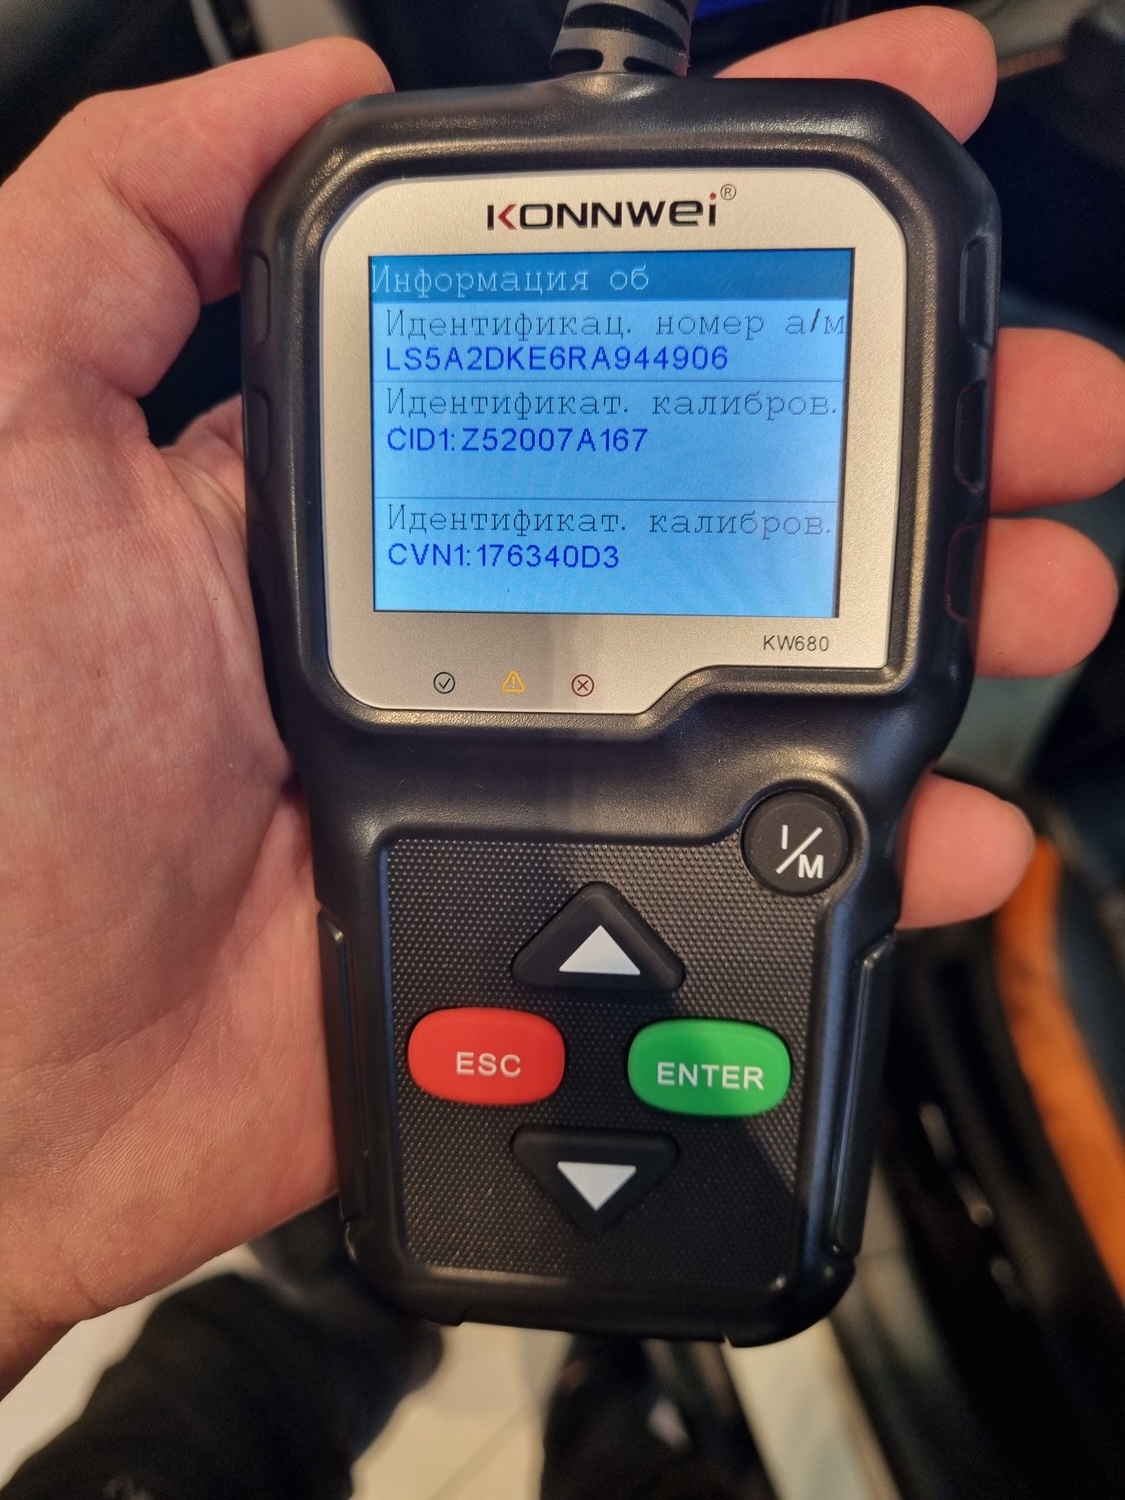 KONNWEI®
Информация об
Идентификац. номер а/м
LS5A2DKE6RA944906
Идентификат. калибров.
CID1:Z52007A167
Идентификат. калибров.
CVN1:176340D3
KW680
I/M
ESC
ENTER